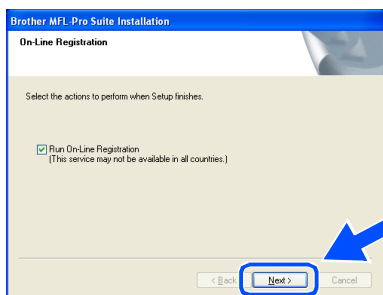 Brother MFL-Pro Suite Installation
On-Line Registration
Select the actions to perform when Setup finishes.
Run On-Line Registration
(This service may not be available in all countries.)
< Back
Next >
Cancel